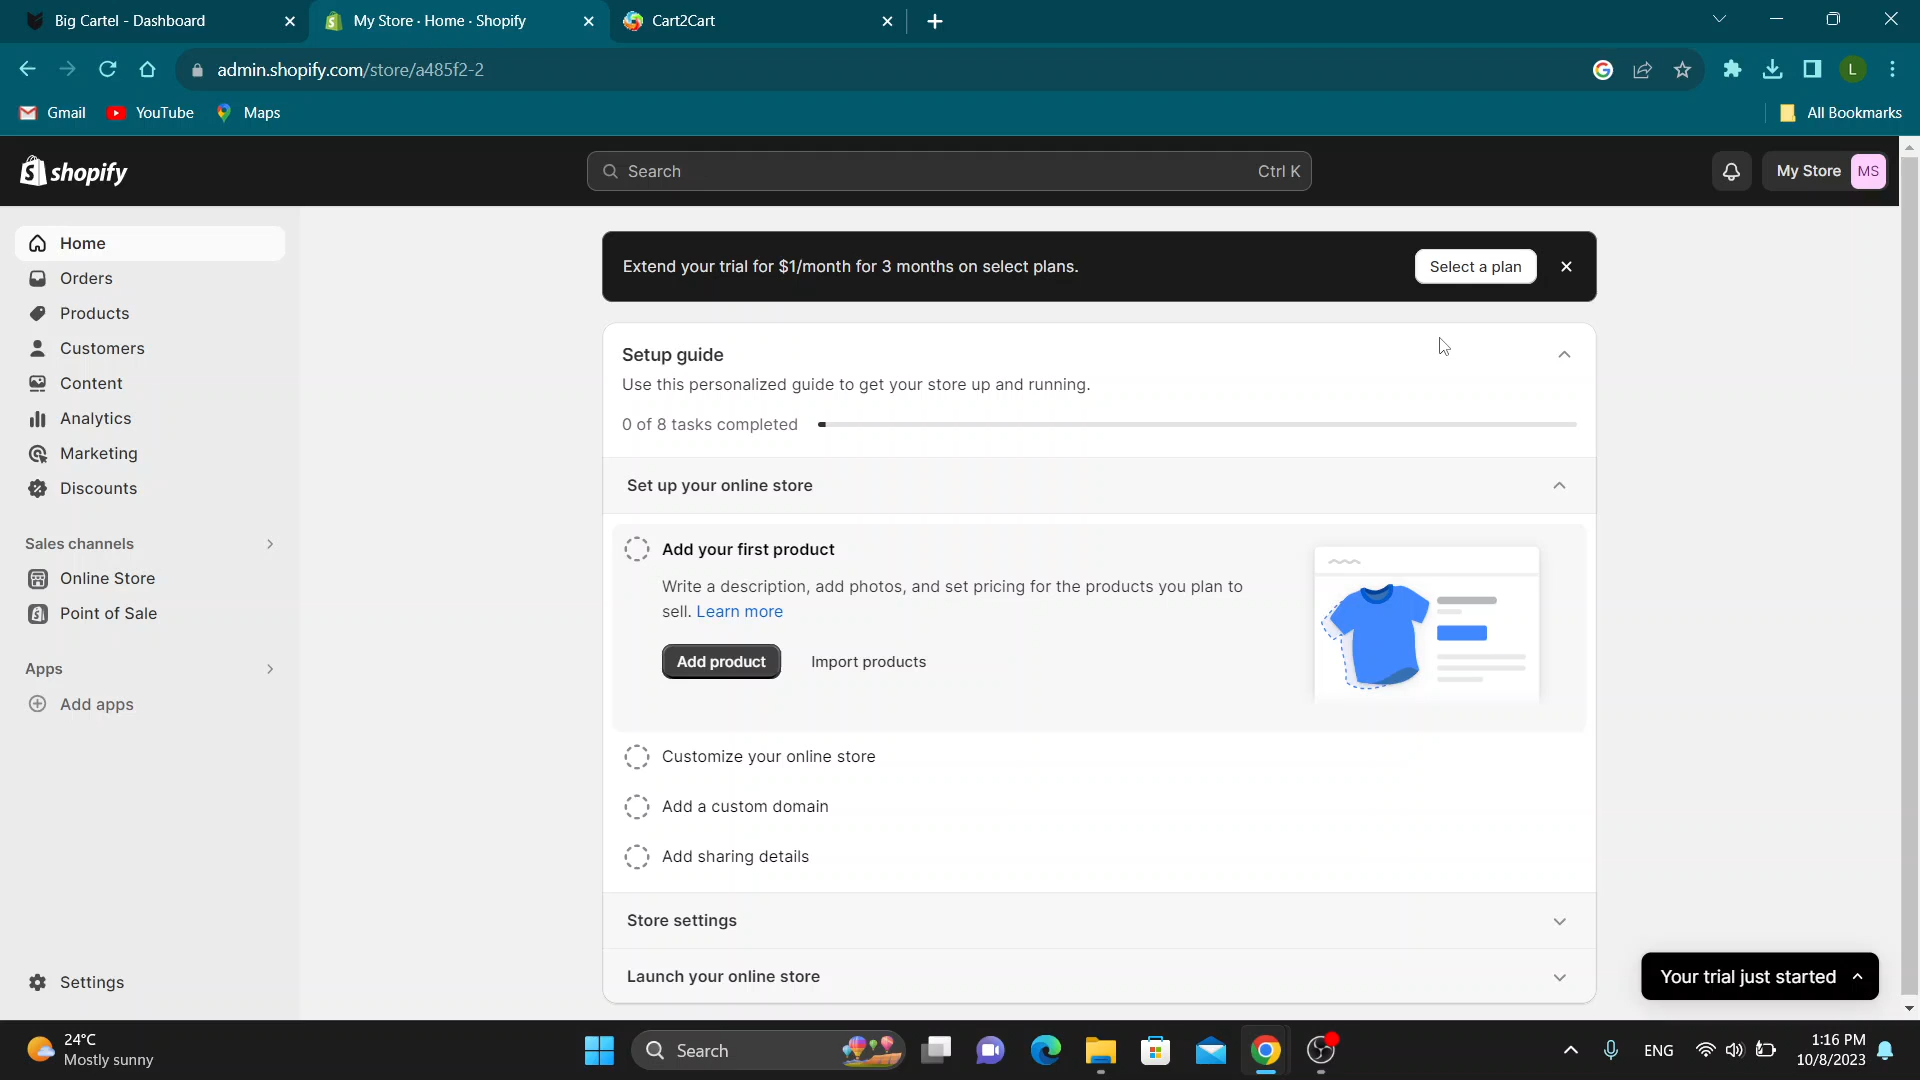 Big Cartel - Dashboard
My Store · Home · Shopify
Cart2Cart
admin.shopify.com/store/a485f2-2
L
Gmail
YouTube
Maps
All Bookmarks
shopify
Search
Ctrl K
My Store
MS
Home
Orders
Products
Customers
Content
Analytics
Marketing
Discounts
Sales channels
Online Store
Point of Sale
Apps
Add apps
Settings
Extend your trial for $1/month for 3 months on select plans.
Select a plan
Setup guide
Use this personalized guide to get your store up and running.
0 of 8 tasks completed
Set up your online store
Add your first product
Write a description, add photos, and set pricing for the products you plan to
sell. Learn more
Add product
Import products
Customize your online store
Add a custom domain
Add sharing details
Store settings
Launch your online store
Your trial just started
24°C
Mostly sunny
Search
ENG
1:16 PM
10/8/2023